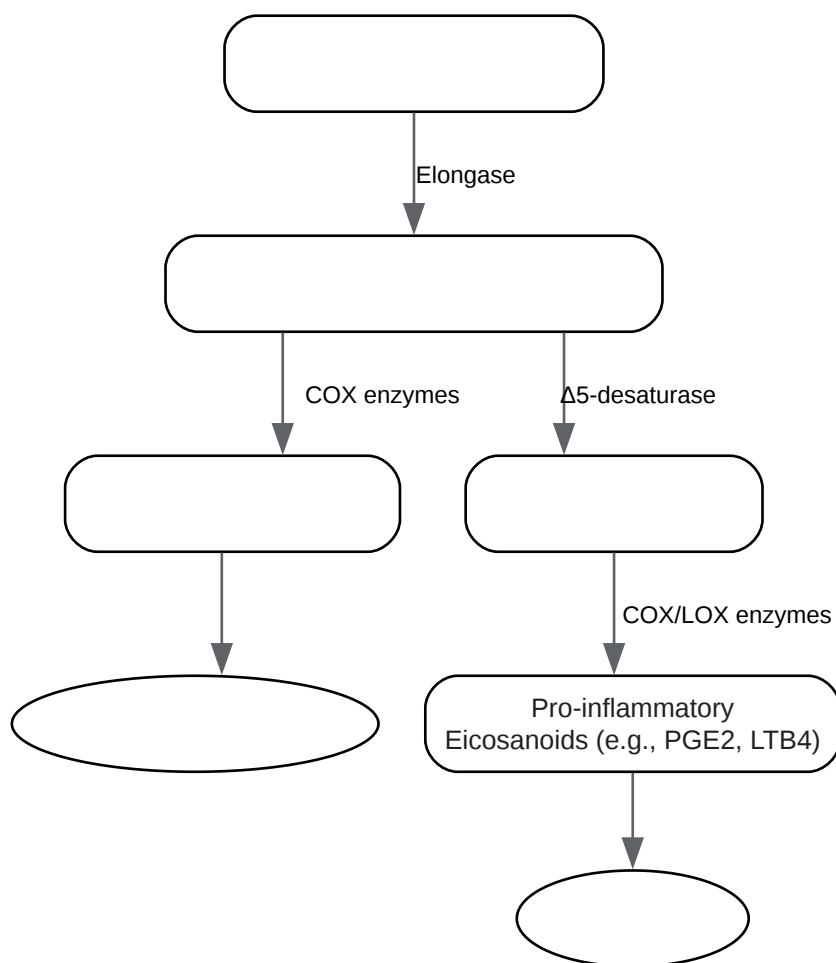 Elongase
COX enzymes
Δ5-desaturase
COX/LOX enzymes
Pro-inflammatory
Eicosanoids (e.g., PGE2, LTB4)